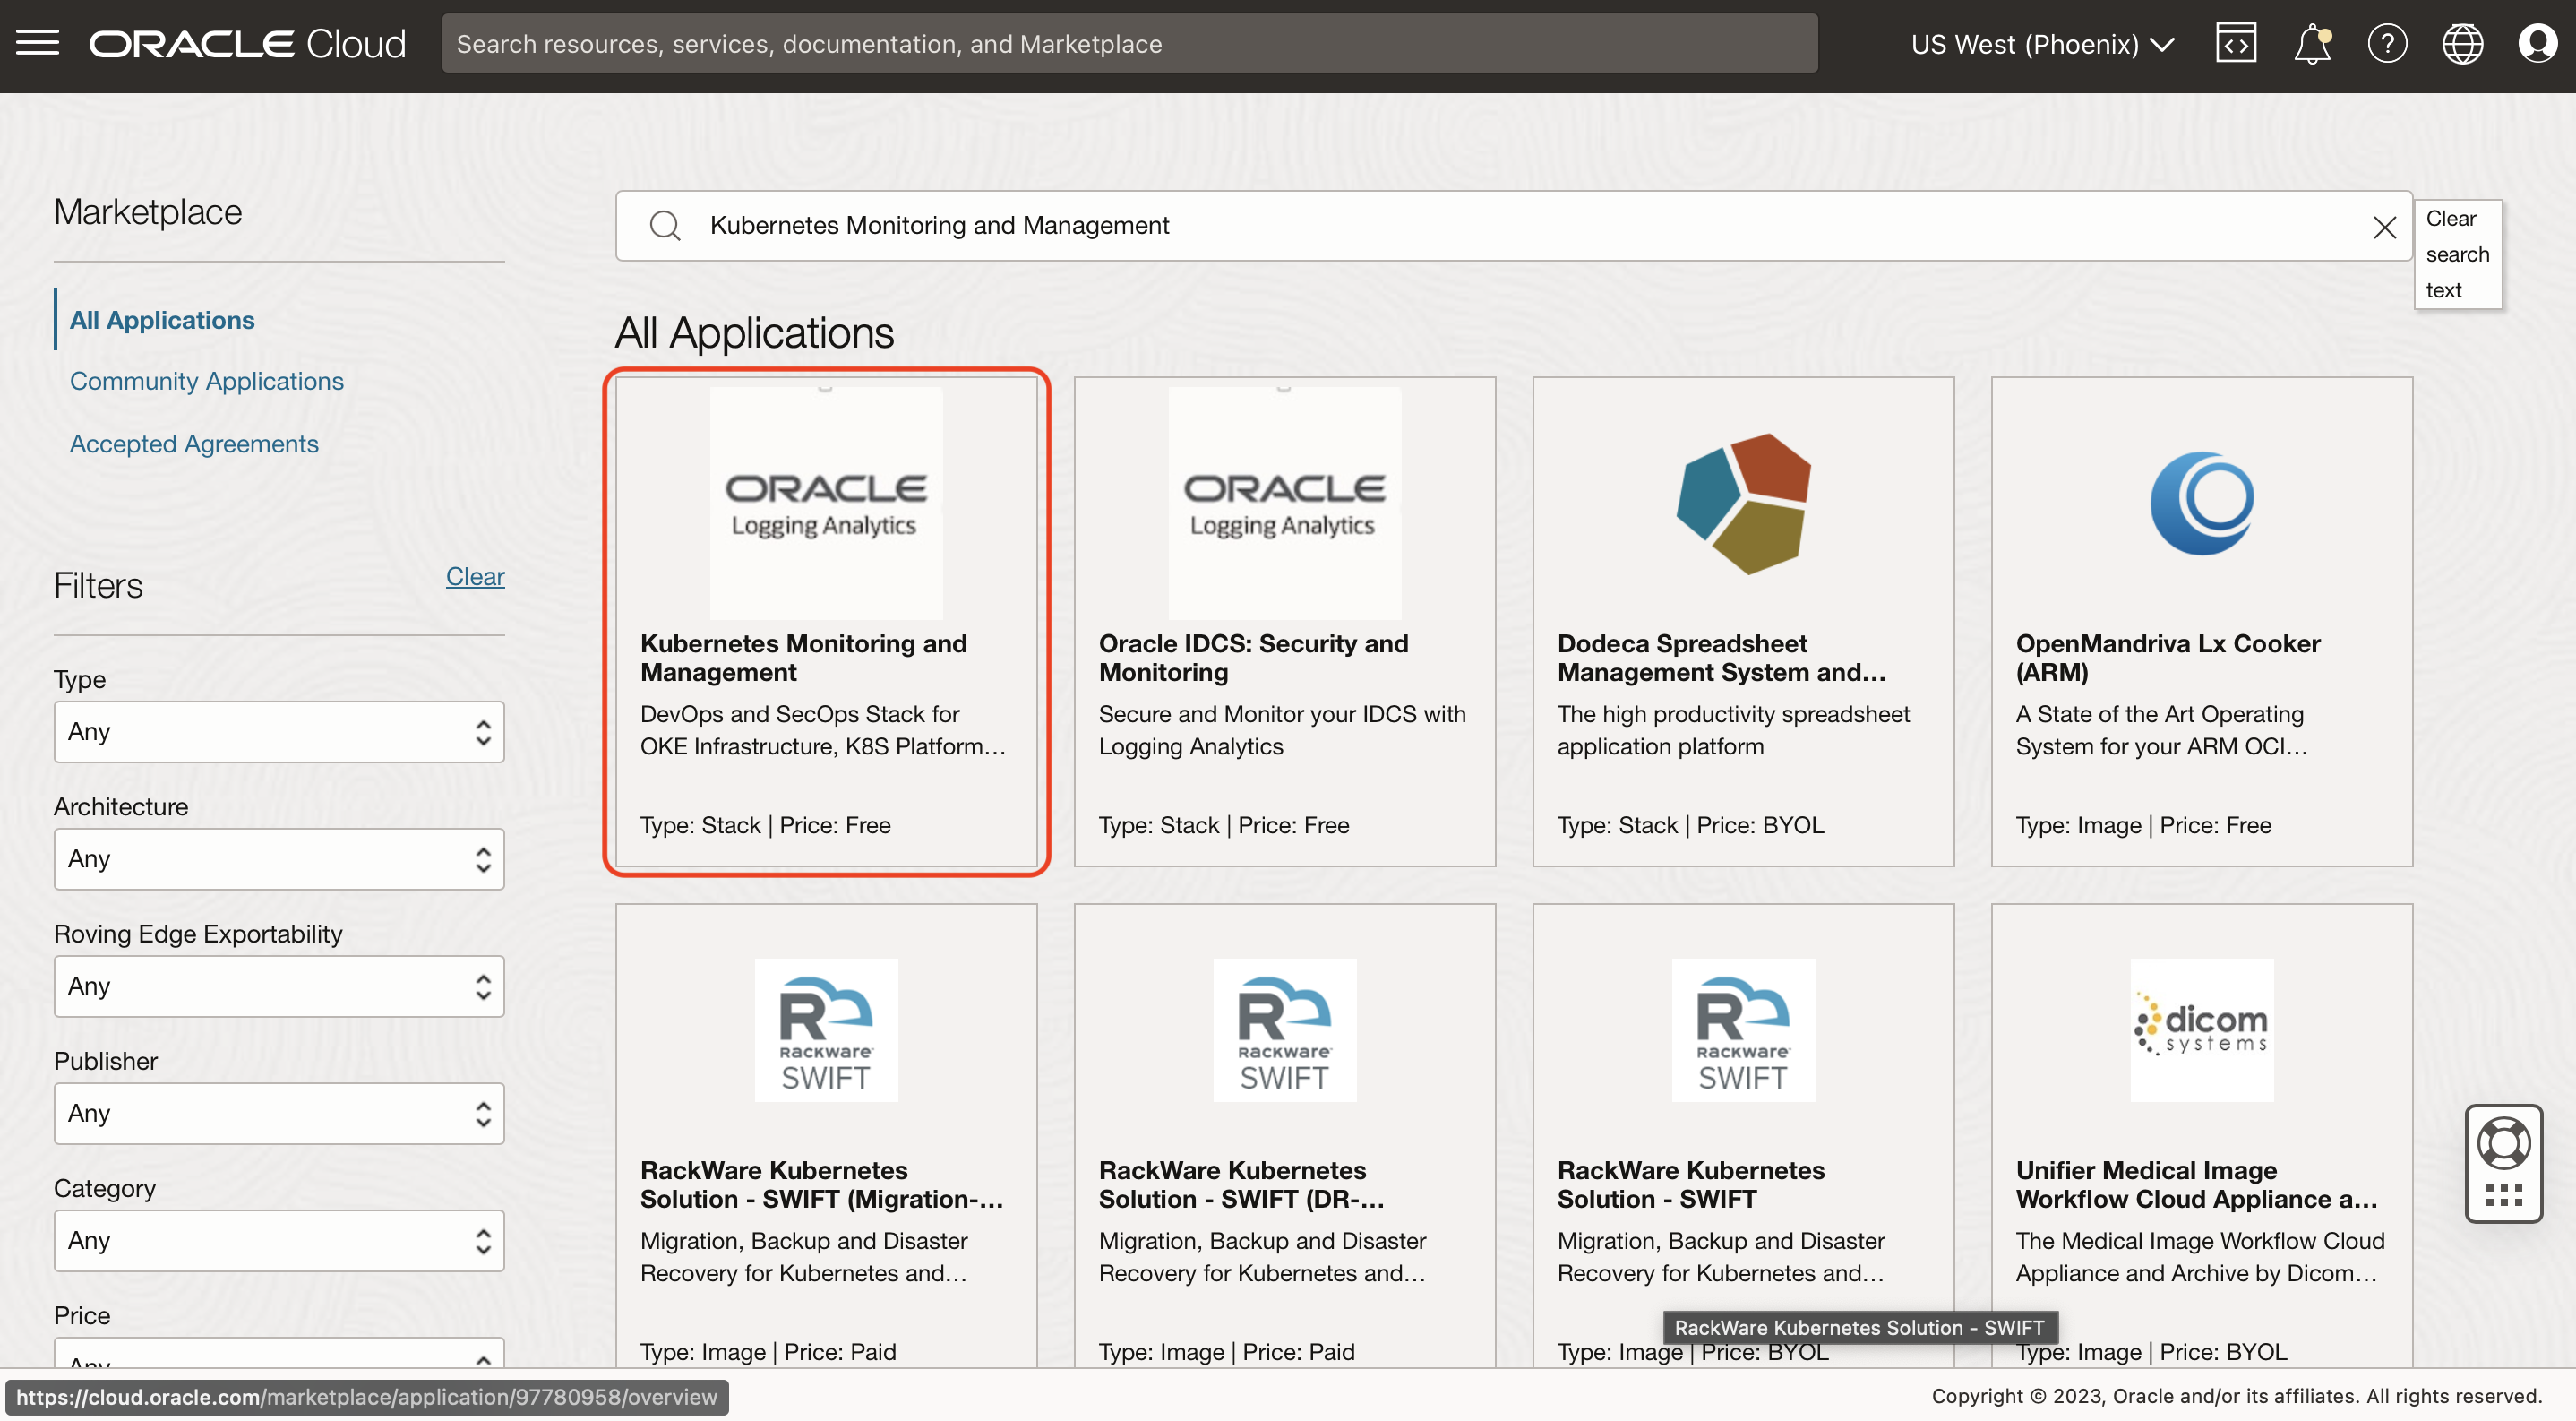 ORACLE Cloud
Search resources, services, documentation, and Marketplace
US West (Phoenix)
?
Marketplace
All Applications
Community Applications
Accepted Agreements
Filters
Clear
Type
Any
Architecture
Any
Roving Edge Exportability
Any
Publisher
Any
Category
Any
Price
Any
Kubernetes Monitoring and Management
Clear
search
text
All Applications
ORACLE
Logging Analytics
Kubernetes Monitoring and
Management
DevOps and SecOps Stack for
OKE Infrastructure, K8S Platform...
Type: Stack | Price: Free
ORACLE
Logging Analytics
Oracle IDCS: Security and
Monitoring
Secure and Monitor your IDCS with
Logging Analytics
Type: Stack | Price: Free
Dodeca Spreadsheet
Management System and...
The high productivity spreadsheet
application platform
Type: Stack | Price: BYOL
OpenMandriva Lx Cooker
(ARM)
A State of the Art Operating
System for your ARM OCI...
Type: Image | Price: Free
R
RACKWARE
SWIFT
RackWare Kubernetes
Solution - SWIFT (Migration-...
Migration, Backup and Disaster
Recovery for Kubernetes and...
Type: Image | Price: Paid
R
RACKWARE
SWIFT
RackWare Kubernetes
Solution - SWIFT (DR-...
Migration, Backup and Disaster
Recovery for Kubernetes and...
Type: Image | Price: Paid
R
RACKWARE
SWIFT
RackWare Kubernetes
Solution - SWIFT
Migration, Backup and Disaster
Recovery for Kubernetes and...
RackWare Kubernetes Solution - SWIFT
Type: Image | Price: BYOL
dicom
systems
Unifier Medical Image
Workflow Cloud Appliance a...
The Medical Image Workflow Cloud
Appliance and Archive by Dicom...
Type: Image | Price: BYOL
https://cloud.oracle.com/marketplace/application/97780958/overview
Copyright © 2023, Oracle and/or its affiliates. All rights reserved.